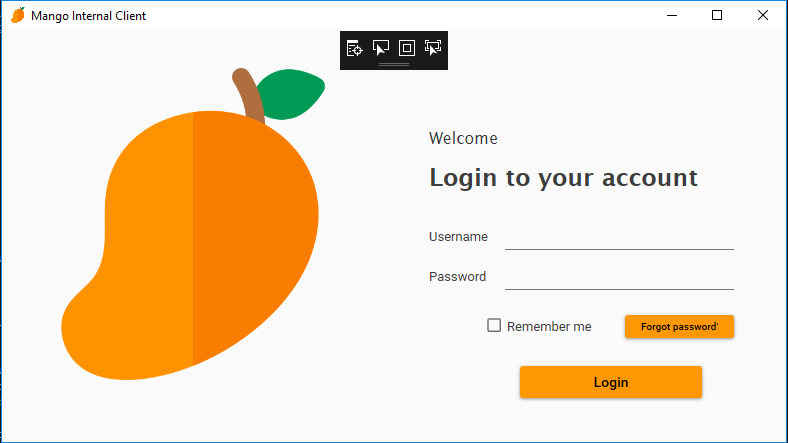 Mango Internal Client
Welcome
Login to your account
Username
Password
Remember me
Forgot password'
Login